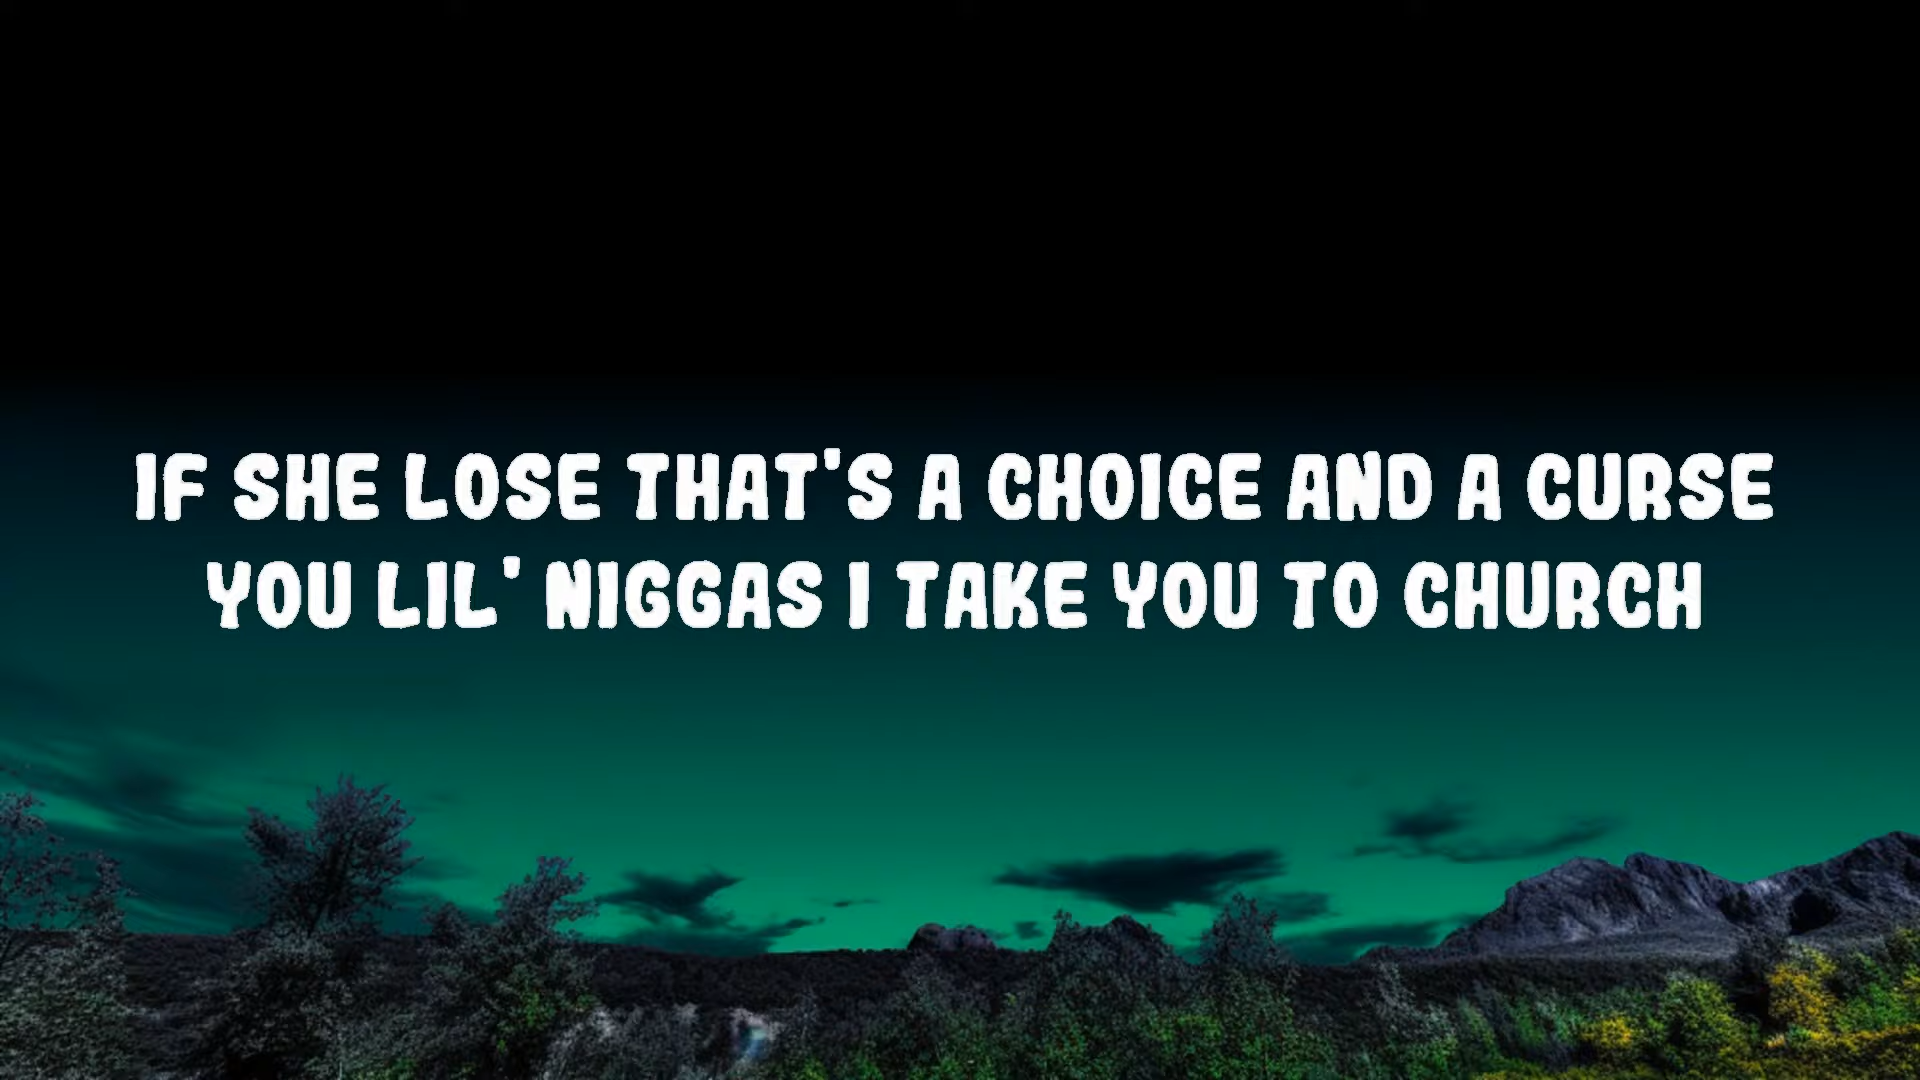 IF SHE LOSE THAT'S A CHOICE AND A CURSE
YOU LIL' NIGGAS I TAKE YOU TO CHURCH